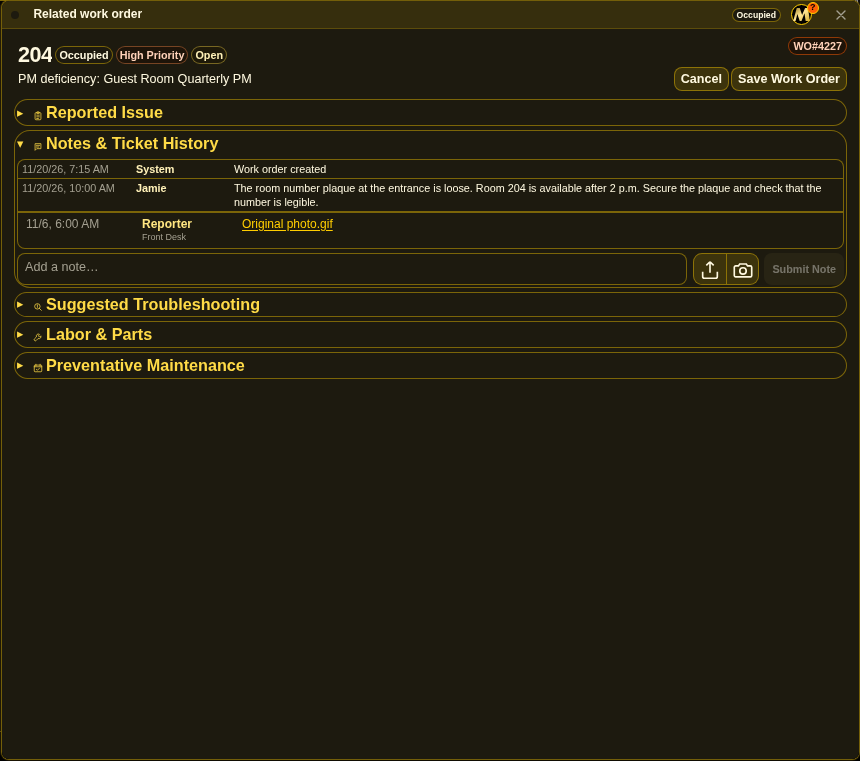 Related work order
Occupied
M?
204 Occupied High Priority Open
WO#4227
PM deficiency: Guest Room Quarterly PM
Cancel Save Work Order
Reported Issue
Notes & Ticket History
11/20/26, 7:15 AM System Work order created
11/20/26, 10:00 AM Jamie The room number plaque at the entrance is loose. Room 204 is available after 2 p.m. Secure the plaque and check that the
number is legible.
11/6, 6:00 AM Reporter Original photo.gif
Front Desk
Add a note… Submit Note
Suggested Troubleshooting
Labor & Parts
Preventative Maintenance